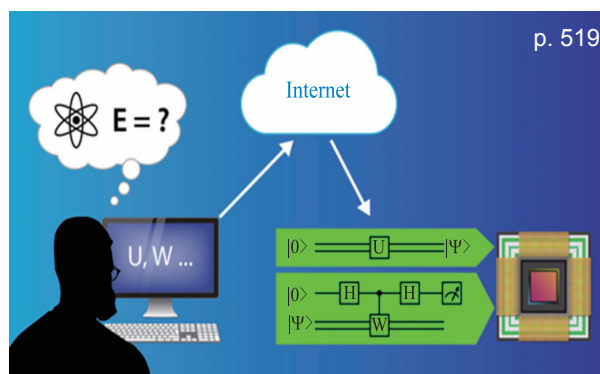 p. 519
Internet
E = ?
U, W ...
|0⟩ U |Ψ⟩
|0⟩ H H
|Ψ⟩ W